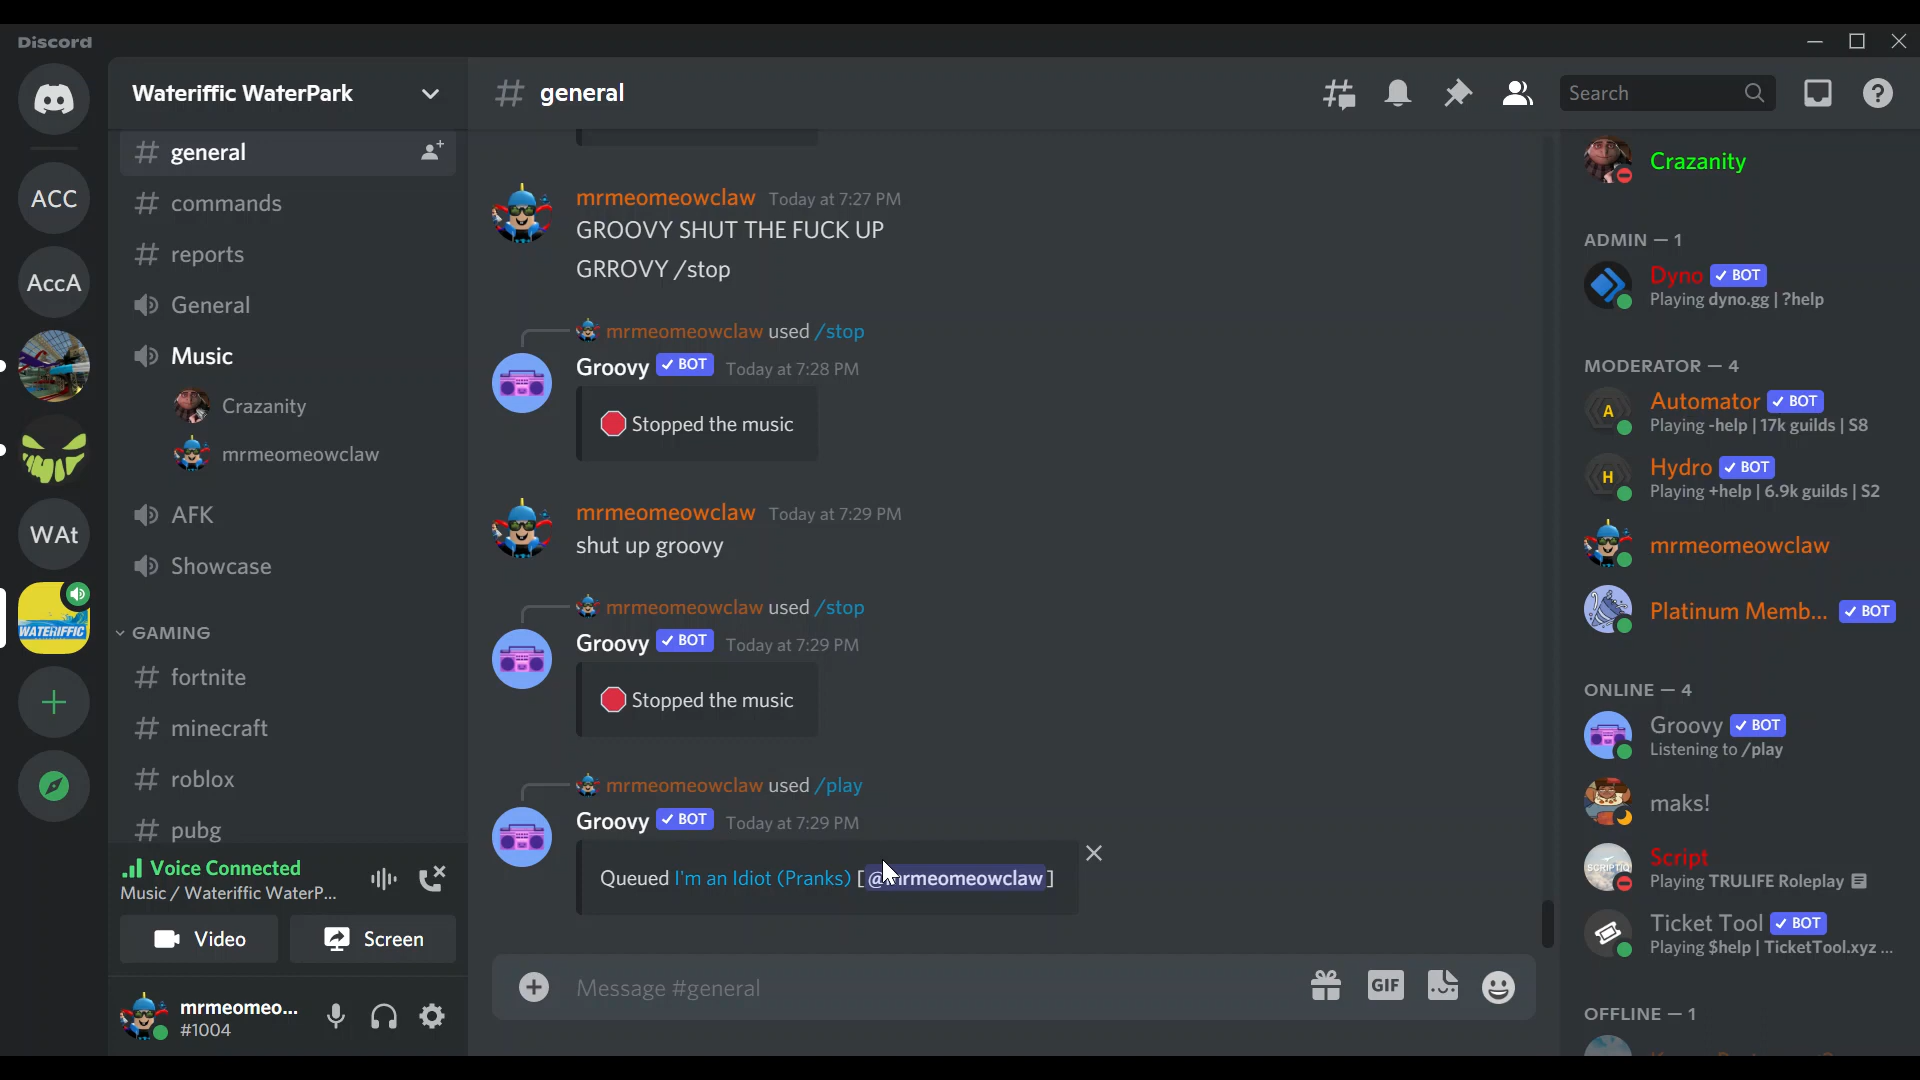 Discord
Wateriffic WaterPark
general
Search
ACC
AccA
WAt
WATERIFFIC
general
commands
reports
General
Music
Crazanity
mrmeomeowclaw
AFK
Showcase
GAMING
fortnite
minecraft
roblox
pubg
Voice Connected
Music / Wateriffic WaterP...
Video
Screen
mrmeomeo...
#1004
mrmeomeowclaw Today at 7:27 PM
GROOVY SHUT THE FUCK UP
GRROVY /stop
mrmeomeowclaw used /stop
Groovy BOT Today at 7:28 PM
Stopped the music
mrmeomeowclaw Today at 7:29 PM
shut up groovy
mrmeomeowclaw used /stop
Groovy BOT Today at 7:29 PM
Stopped the music
mrmeomeowclaw used /play
Groovy BOT Today at 7:29 PM
Queued I'm an Idiot (Pranks) [@mrmeomeowclaw]
Message #general
GIF
Crazanity
ADMIN — 1
Dyno BOT
Playing dyno.gg | ?help
MODERATOR — 4
A
Automator BOT
Playing -help | 17k guilds | S8
H
Hydro BOT
Playing +help | 6.9k guilds | S2
mrmeomeowclaw
Platinum Memb... BOT
ONLINE — 4
Groovy BOT
Listening to /play
maks!
Script
Playing TRULIFE Roleplay
Ticket Tool BOT
Playing $help | TicketTool.xyz ...
OFFLINE — 1